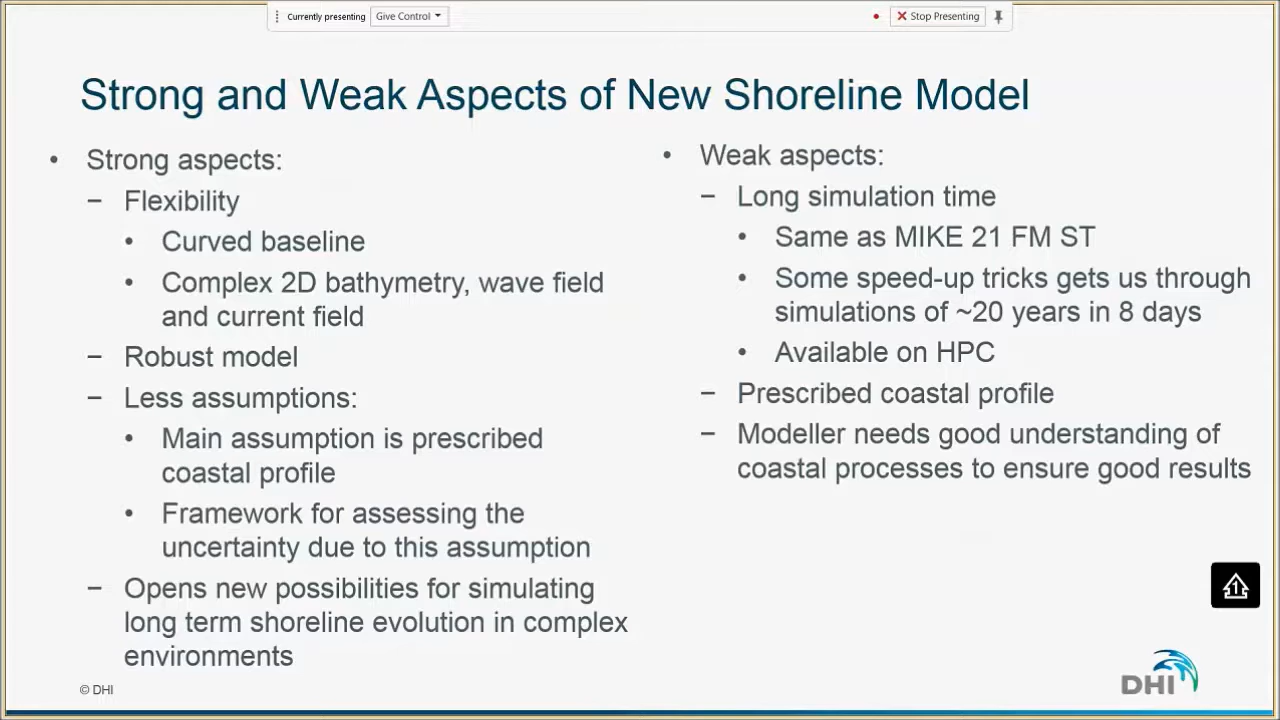 Currently presenting
Give Control
Stop Presenting
Strong and Weak Aspects of New Shoreline Model
• Strong aspects:
– Flexibility
• Curved baseline
• Complex 2D bathymetry, wave field
and current field
– Robust model
– Less assumptions:
• Main assumption is prescribed
coastal profile
• Framework for assessing the
uncertainty due to this assumption
– Opens new possibilities for simulating
long term shoreline evolution in complex
environments
• Weak aspects:
– Long simulation time
• Same as MIKE 21 FM ST
• Some speed-up tricks gets us through
simulations of ~20 years in 8 days
• Available on HPC
– Prescribed coastal profile
– Modeller needs good understanding of
coastal processes to ensure good results
1
© DHI
DHI